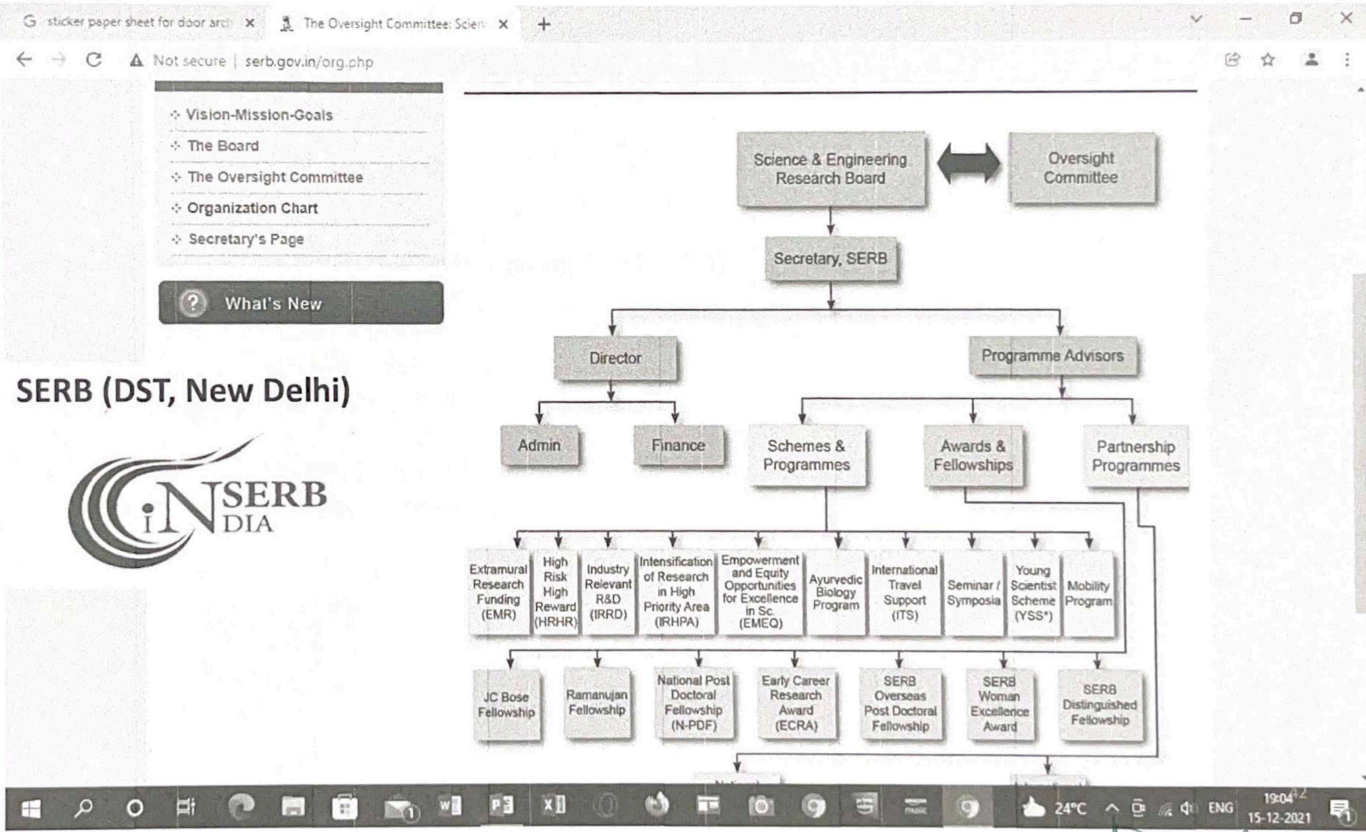 sticker paper sheet for door arch
The Oversight Committee: Scien
Not secure | serb.gov.in/org.php
Vision-Mission-Goals
The Board
The Oversight Committee
Organization Chart
Secretary's Page
? What's New
SERB (DST, New Delhi)
iN SERB
DIA
Science & Engineering
Research Board
Oversight
Committee
Secretary, SERB
Director
Programme Advisors
Admin
Finance
Schemes &
Programmes
Awards &
Fellowships
Partnership
Programmes
Extramural
Research
Funding
(EMR)
High
Risk
High
Reward
(HRHR)
Industry
Relevant
R&D
(IRRD)
Intensification
of Research
in High
Priority Area
(IRHPA)
Empowerment
and Equity
Opportunities
for Excellence
in Sc.
(EMEQ)
Ayurvedic
Biology
Program
International
Travel
Support
(ITS)
Seminar /
Symposia
Young
Scientist
Scheme
(YSS*)
Mobility
Program
JC Bose
Fellowship
Ramanujan
Fellowship
National Post
Doctoral
Fellowship
(N-PDF)
Early Career
Research
Award
(ECRA)
SERB
Overseas
Post Doctoral
Fellowship
SERB
Woman
Excellence
Award
SERB
Distinguished
Fellowship
24°C
ENG
19:04
15-12-2021